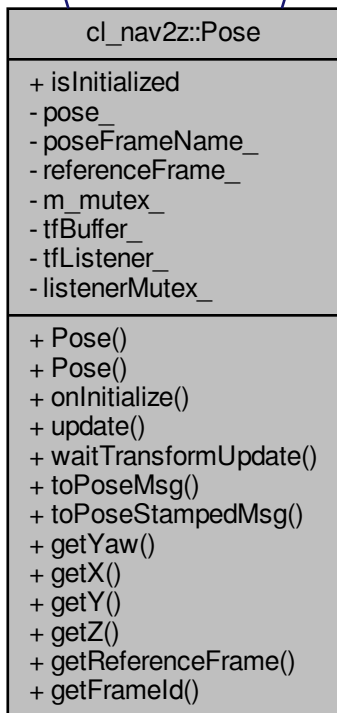 cl_nav2z::Pose
+ isInitialized
- pose_
- poseFrameName_
- referenceFrame_
- m_mutex_
- tfBuffer_
- tfListener_
- listenerMutex_
+ Pose()
+ Pose()
+ onInitialize()
+ update()
+ waitTransformUpdate()
+ toPoseMsg()
+ toPoseStampedMsg()
+ getYaw()
+ getX()
+ getY()
+ getZ()
+ getReferenceFrame()
+ getFrameId()